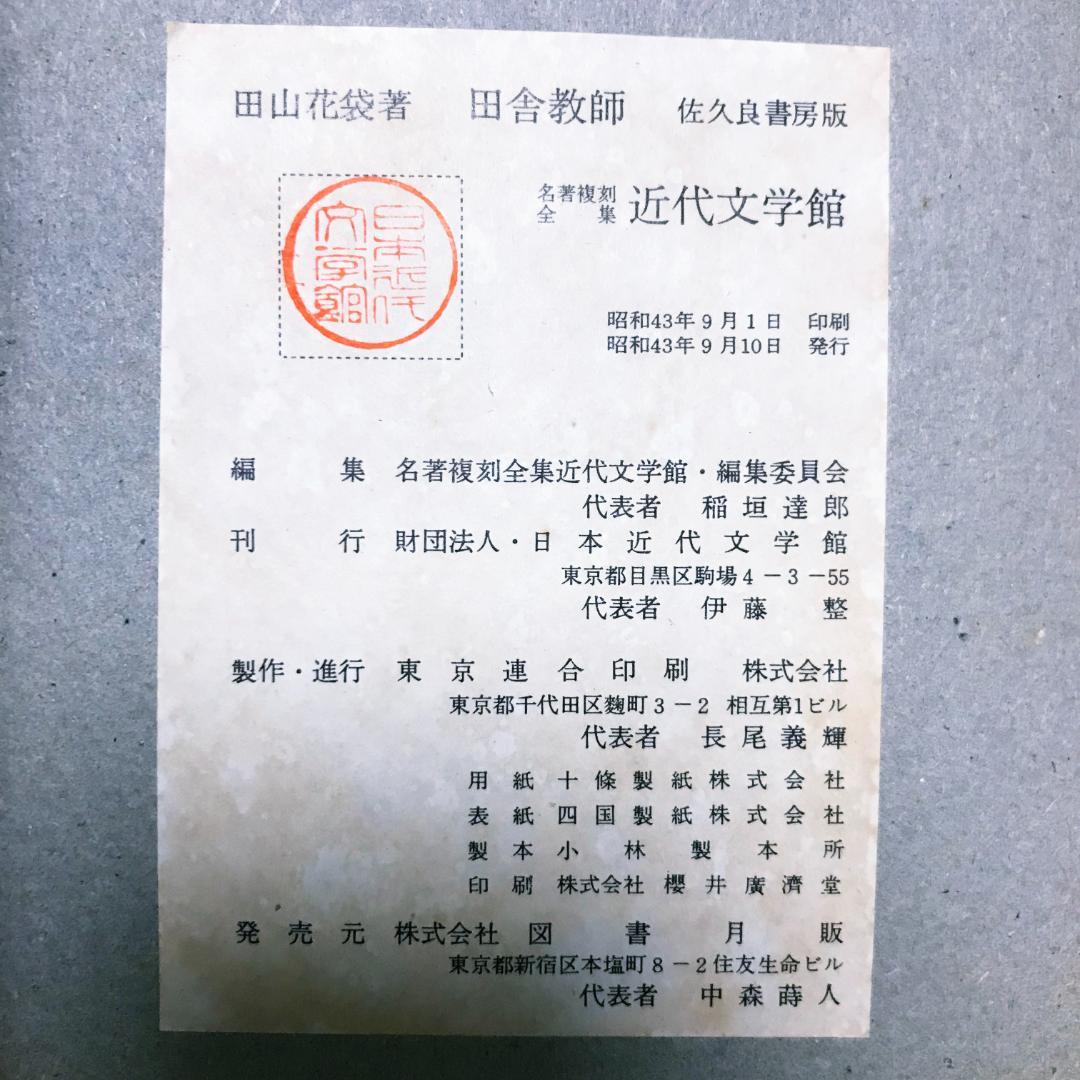 田山花袋著　田舎教師　佐久良書房版
名著複刻
全集
近代文学館
日本近代
文学館
昭和43年9月1日　印刷
昭和43年9月10日　発行
編集　名著複刻全集近代文学館・編集委員会
代表者　稲垣達郎
刊行　財団法人・日本近代文学館
東京都目黒区駒場4－3－55
代表者　伊藤整
製作・進行　東京連合印刷　株式会社
東京都千代田区麹町3－2　相互第1ビル
代表者　長尾義輝
用紙　十條製紙株式会社
表紙　四国製紙株式会社
製本　小林製本所
印刷　株式会社　櫻井廣濟堂
発売元　株式会社　図書月販
東京都新宿区本塩町8－2住友生命ビル
代表者　中森蒔人